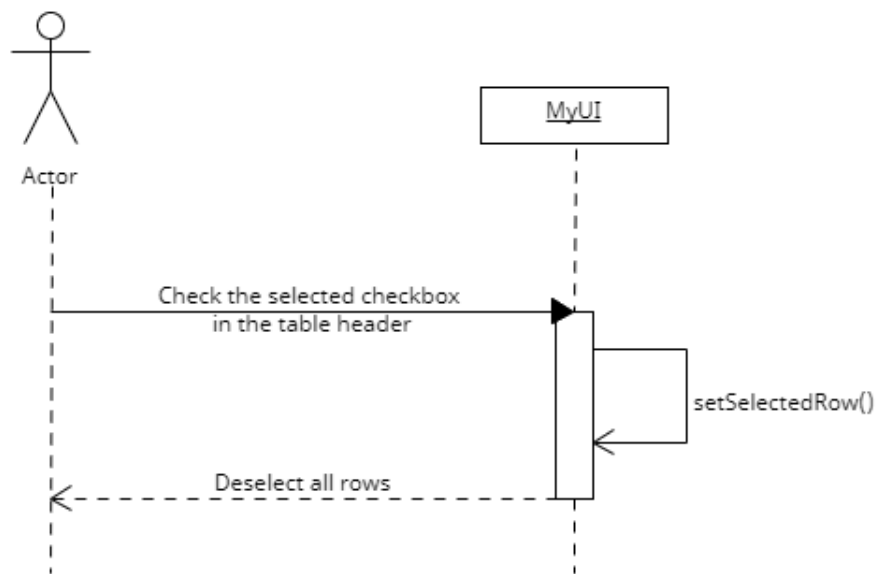 MyUI
Actor
Check the selected checkbox
in the table header
setSelectedRow()
Deselect all rows